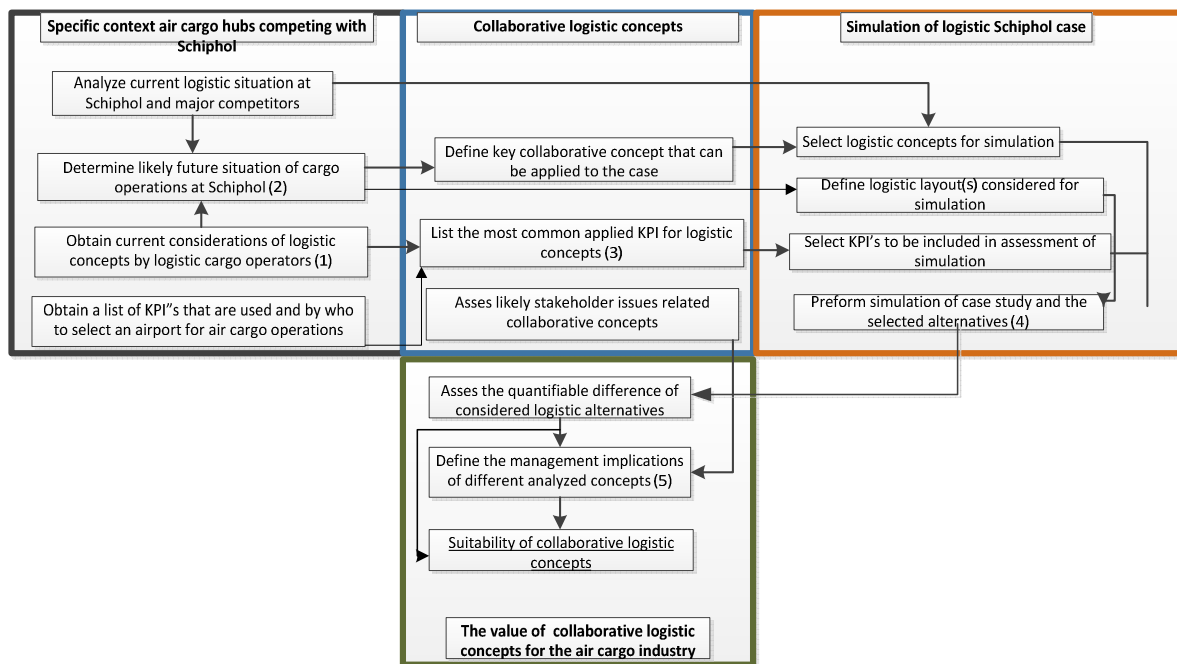 Specific context air cargo hubs competing with
Schiphol
Analyze current logistic situation at
Schiphol and major competitors
Determine likely future situation of cargo
operations at Schiphol (2)
Obtain current considerations of logistic
concepts by logistic cargo operators (1)
Obtain a list of KPI"s that are used and by who
to select an airport for air cargo operations
Collaborative logistic concepts
Define key collaborative concept that can
be applied to the case
List the most common applied KPI for logistic
concepts (3)
Asses likely stakeholder issues related
collaborative concepts
Simulation of logistic Schiphol case
Select logistic concepts for simulation
Define logistic layout(s) considered for
simulation
Select KPI's to be included in assessment of
simulation
Preform simulation of case study and the
selected alternatives (4)
Asses the quantifiable difference of
considered logistic alternatives
Define the management implications
of different analyzed concepts (5)
Suitability of collaborative logistic
concepts
The value of collaborative logistic
concepts for the air cargo industry